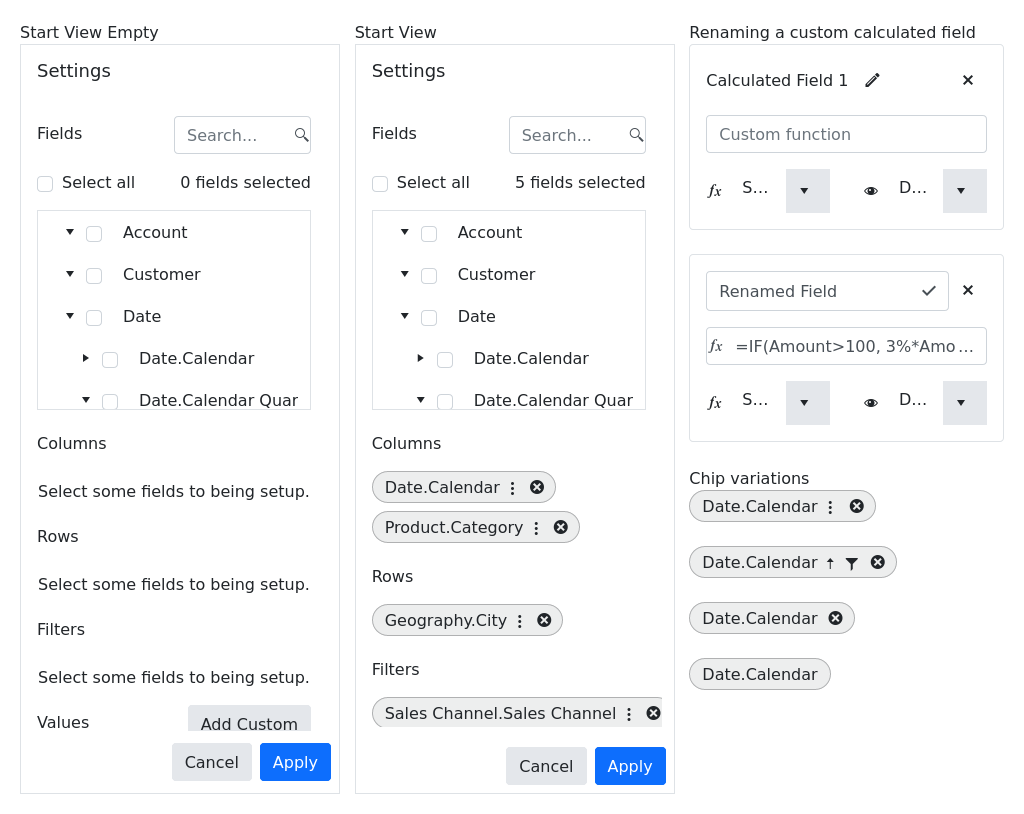 Start View Empty
Settings
Fields
Search...
Select all
0 fields selected
Account
Customer
Date
Date.Calendar
Date.Calendar Quar
Columns
Select some fields to being setup.
Rows
Select some fields to being setup.
Filters
Select some fields to being setup.
Values
Add Custom
Cancel
Apply
Start View
Settings
Fields
Search...
Select all
5 fields selected
Account
Customer
Date
Date.Calendar
Date.Calendar Quar
Columns
Date.Calendar
Product.Category
Rows
Geography.City
Filters
Sales Channel.Sales Channel
Cancel
Apply
Renaming a custom calculated field
Calculated Field 1
Custom function
fx S... D...
Renamed Field
fx =IF(Amount>100, 3%*Amo...
fx S... D...
Chip variations
Date.Calendar
Date.Calendar
Date.Calendar
Date.Calendar